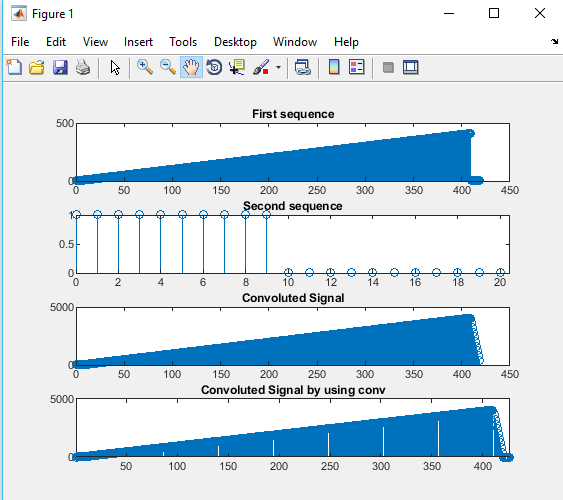 Figure 1
File Edit View Insert Tools Desktop Window Help
First sequence
500
0
0 50 100 150 200 250 300 350 400 450
Second sequence
1
0.5
0
0 2 4 6 8 10 12 14 16 18 20
Convoluted Signal
5000
0
0 50 100 150 200 250 300 350 400 450
Convoluted Signal by using conv
5000
0
50 100 150 200 250 300 350 400